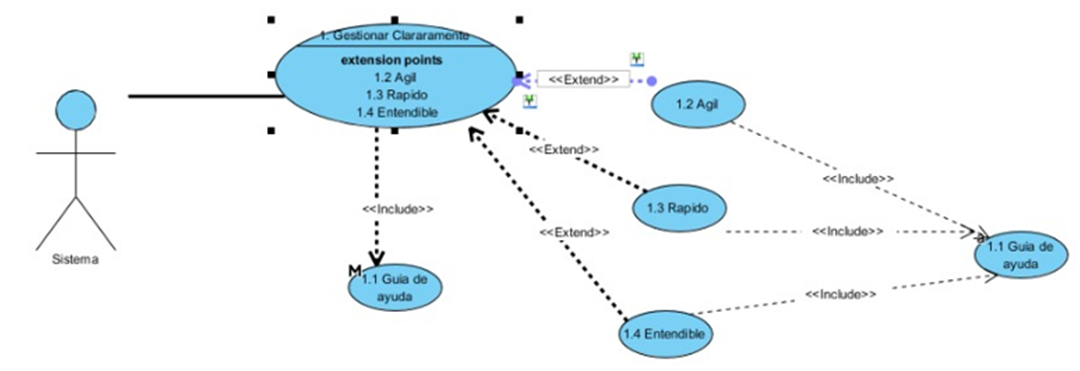 1. Gestionar Clararamente
extension points
1.2 Agil
1.3 Rapido
1.4 Entendible
<<Extend>>
1.2 Agil
<<Extend>>
<<Include>>
1.3 Rapido
<<Include>>
<<Extend>>
<<Include>>
Sistema
M
1.1 Guia de
ayuda
a
1.1 Guia de
ayuda
<<Include>>
1.4 Entendible